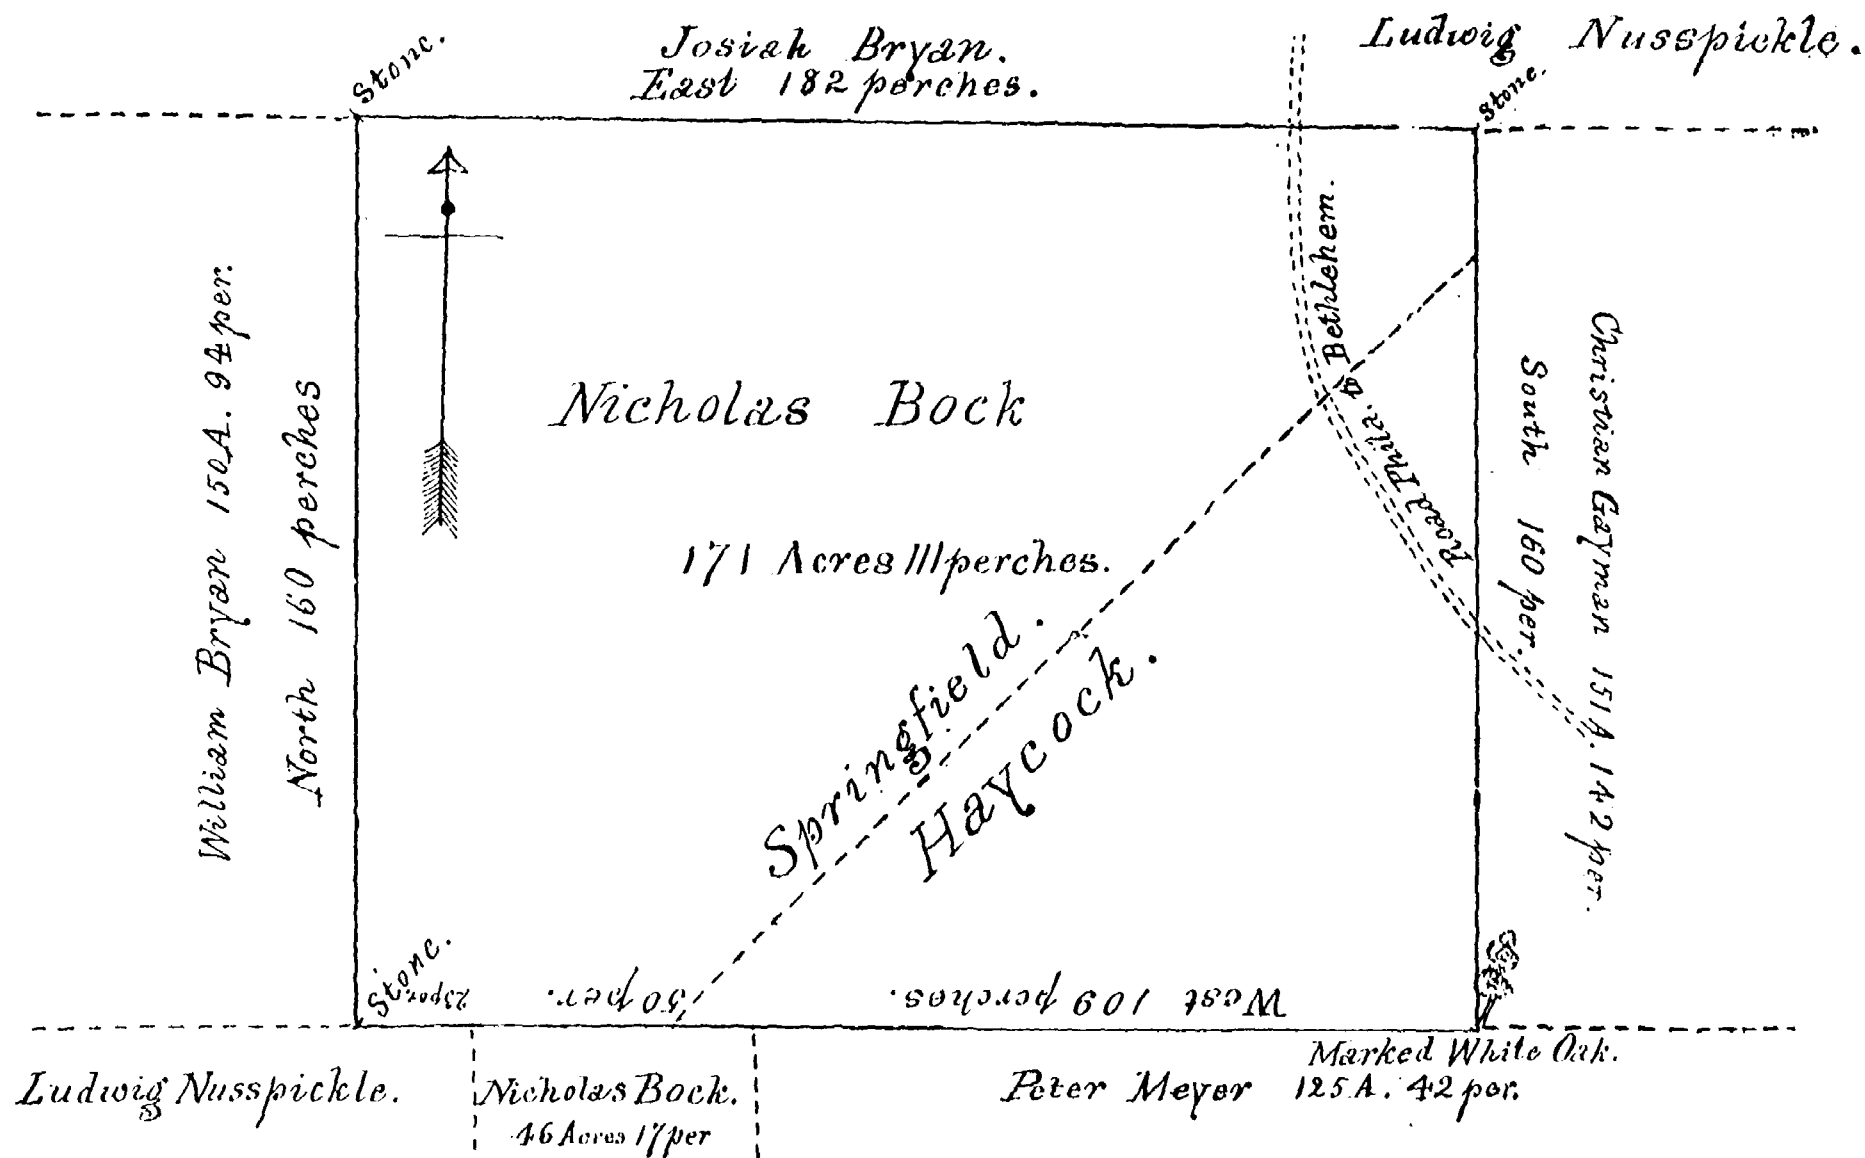 Josiah Bryan.
East 182 perches.
Ludwig Nusspickle.
Stone.
Stone.
William Bryan 150 A. 94 per.
North 160 perches
Nicholas Bock
171 Acres 111 perches.
Road Phila. & Bethlehem.
South 160 per.
Christian Gayman 151 A. 142 per.
Springfield.
Haycock.
Stone.
23 per.
50 per.
West 109 perches.
Marked White Oak.
Ludwig Nusspickle.
Nicholas Bock.
46 Acres 17 per
Peter Meyer 125 A. 42 per.